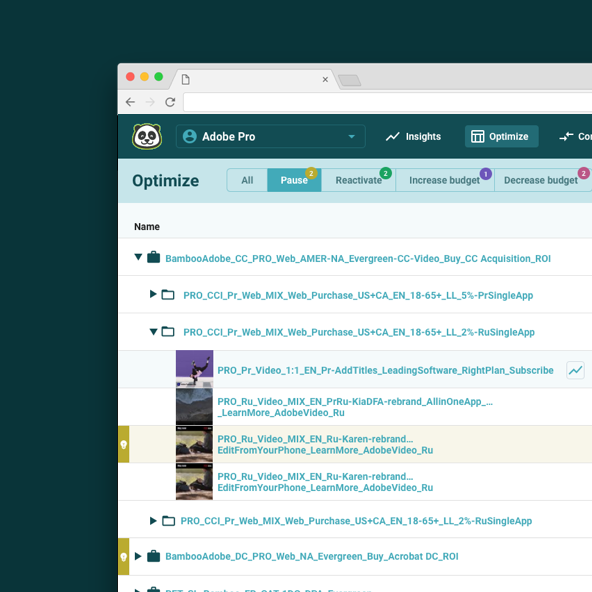 Adobe Pro
Insights
Optimize
Optimize
All
Pause
2
Reactivate
2
Increase budget
1
Decrease budget
2
Name
BambooAdobe_CC_PRO_Web_AMER-NA_Evergreen-CC-Video_Buy_CC Acquisition_ROI
PRO_CCI_Pr_Web_MIX_Web_Purchase_US+CA_EN_18-65+_LL_5%-PrSingleApp
PRO_CCI_Pr_Web_MIX_Web_Purchase_US+CA_EN_18-65+_LL_2%-RuSingleApp
PRO_Pr_Video_1:1_EN_Pr-AddTitles_LeadingSoftware_RightPlan_Subscribe
PRO_Ru_Video_MIX_EN_PrRu-KiaDFA-rebrand_AllinOneApp_...
_LearnMore_AdobeVideo_Ru
PRO_Ru_Video_MIX_EN_Ru-Karen-rebrand...
EditFromYourPhone_LearnMore_AdobeVideo_Ru
PRO_Ru_Video_MIX_EN_Ru-Karen-rebrand...
EditFromYourPhone_LearnMore_AdobeVideo_Ru
PRO_CCI_Pr_Web_MIX_Web_Purchase_US+CA_EN_18-65+_LL_2%-RuSingleApp
BambooAdobe_DC_PRO_Web_NA_Evergreen_Buy_Acrobat DC_ROI